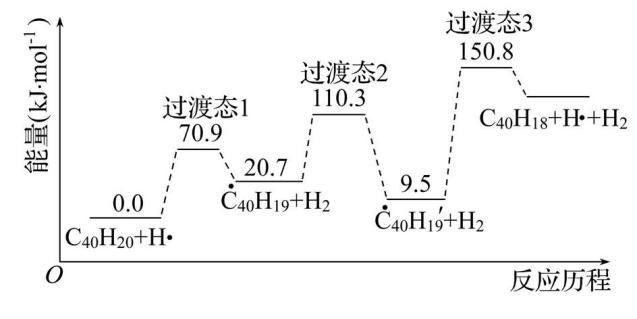 能量(kJ·mol⁻¹)
过渡态1
70.9
过渡态2
110.3
过渡态3
150.8
0.0
C₄₀H₂₀+H•
20.7
•C₄₀H₁₉+H₂
9.5
•C₄₀H₁₉′+H₂
C₄₀H₁₈+H•+H₂
O
反应历程